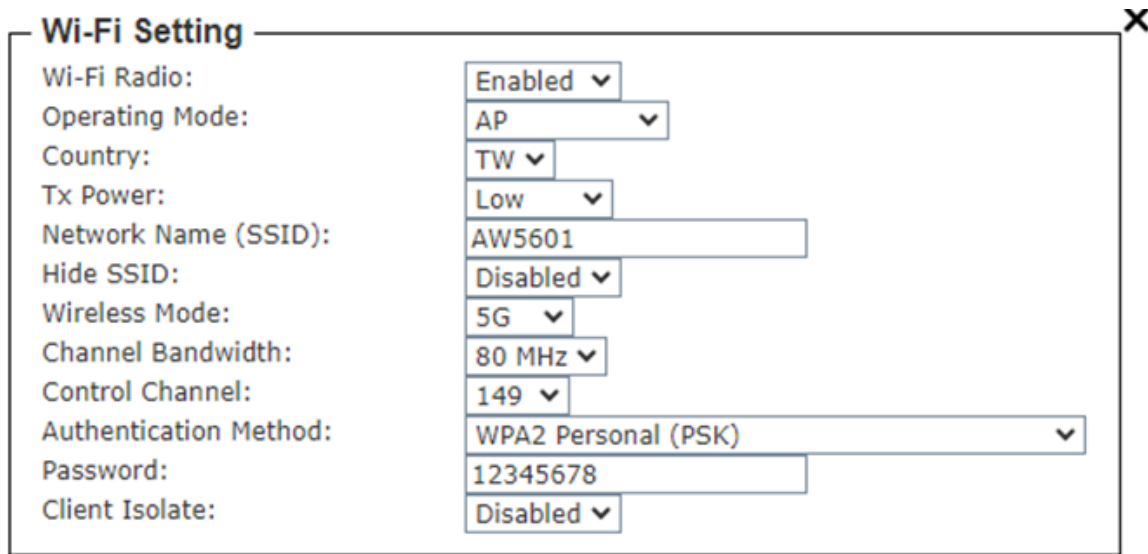 Wi-Fi Setting
X
Wi-Fi Radio: Enabled
Operating Mode: AP
Country: TW
Tx Power: Low
Network Name (SSID): AW5601
Hide SSID: Disabled
Wireless Mode: 5G
Channel Bandwidth: 80 MHz
Control Channel: 149
Authentication Method: WPA2 Personal (PSK)
Password: 12345678
Client Isolate: Disabled